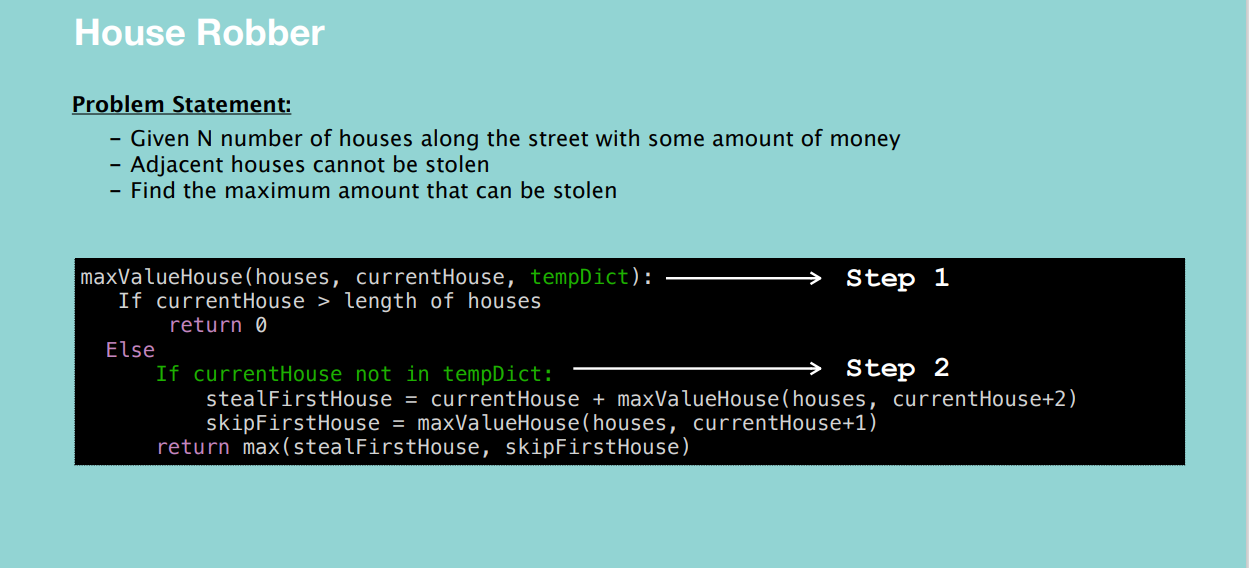 House Robber
Problem Statement:
- Given N number of houses along the street with some amount of money
- Adjacent houses cannot be stolen
- Find the maximum amount that can be stolen
maxValueHouse(houses, currentHouse, tempDict): Step 1
If currentHouse > length of houses
return 0
Else
If currentHouse not in tempDict: Step 2
stealFirstHouse = currentHouse + maxValueHouse(houses, currentHouse+2)
skipFirstHouse = maxValueHouse(houses, currentHouse+1)
return max(stealFirstHouse, skipFirstHouse)